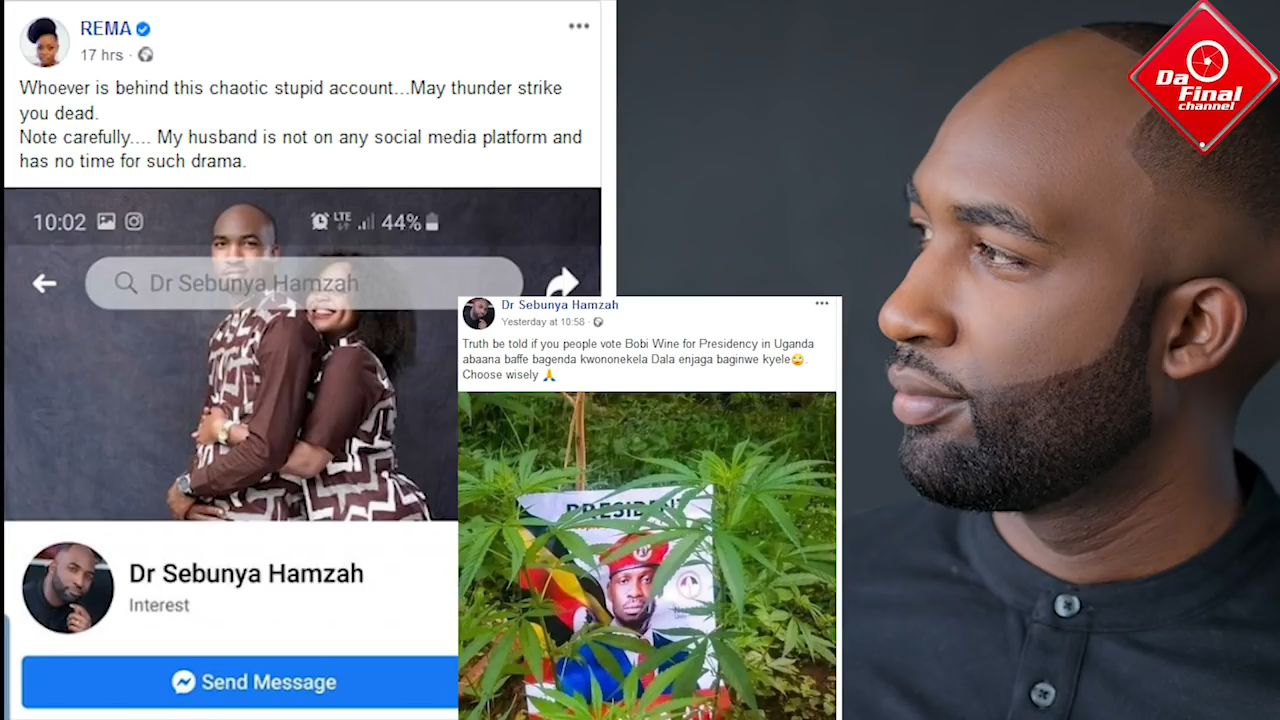 REMA
17 hrs ·
Whoever is behind this chaotic stupid account...May thunder strike
you dead.
Note carefully.... My husband is not on any social media platform and
has no time for such drama.
10:02
LTE
44%
Dr Sebunya Hamzah
Dr Sebunya Hamzah
Interest
Send Message
Dr Sebunya Hamzah
Yesterday at 10:58 ·
Truth be told if you people vote Bobi Wine for Presidency in Uganda
abaana baffe bagenda kwononekela Dala enjaga baginwe kyele🙄.
Choose wisely 🙏
PRESIDENT
Da
Final
channel